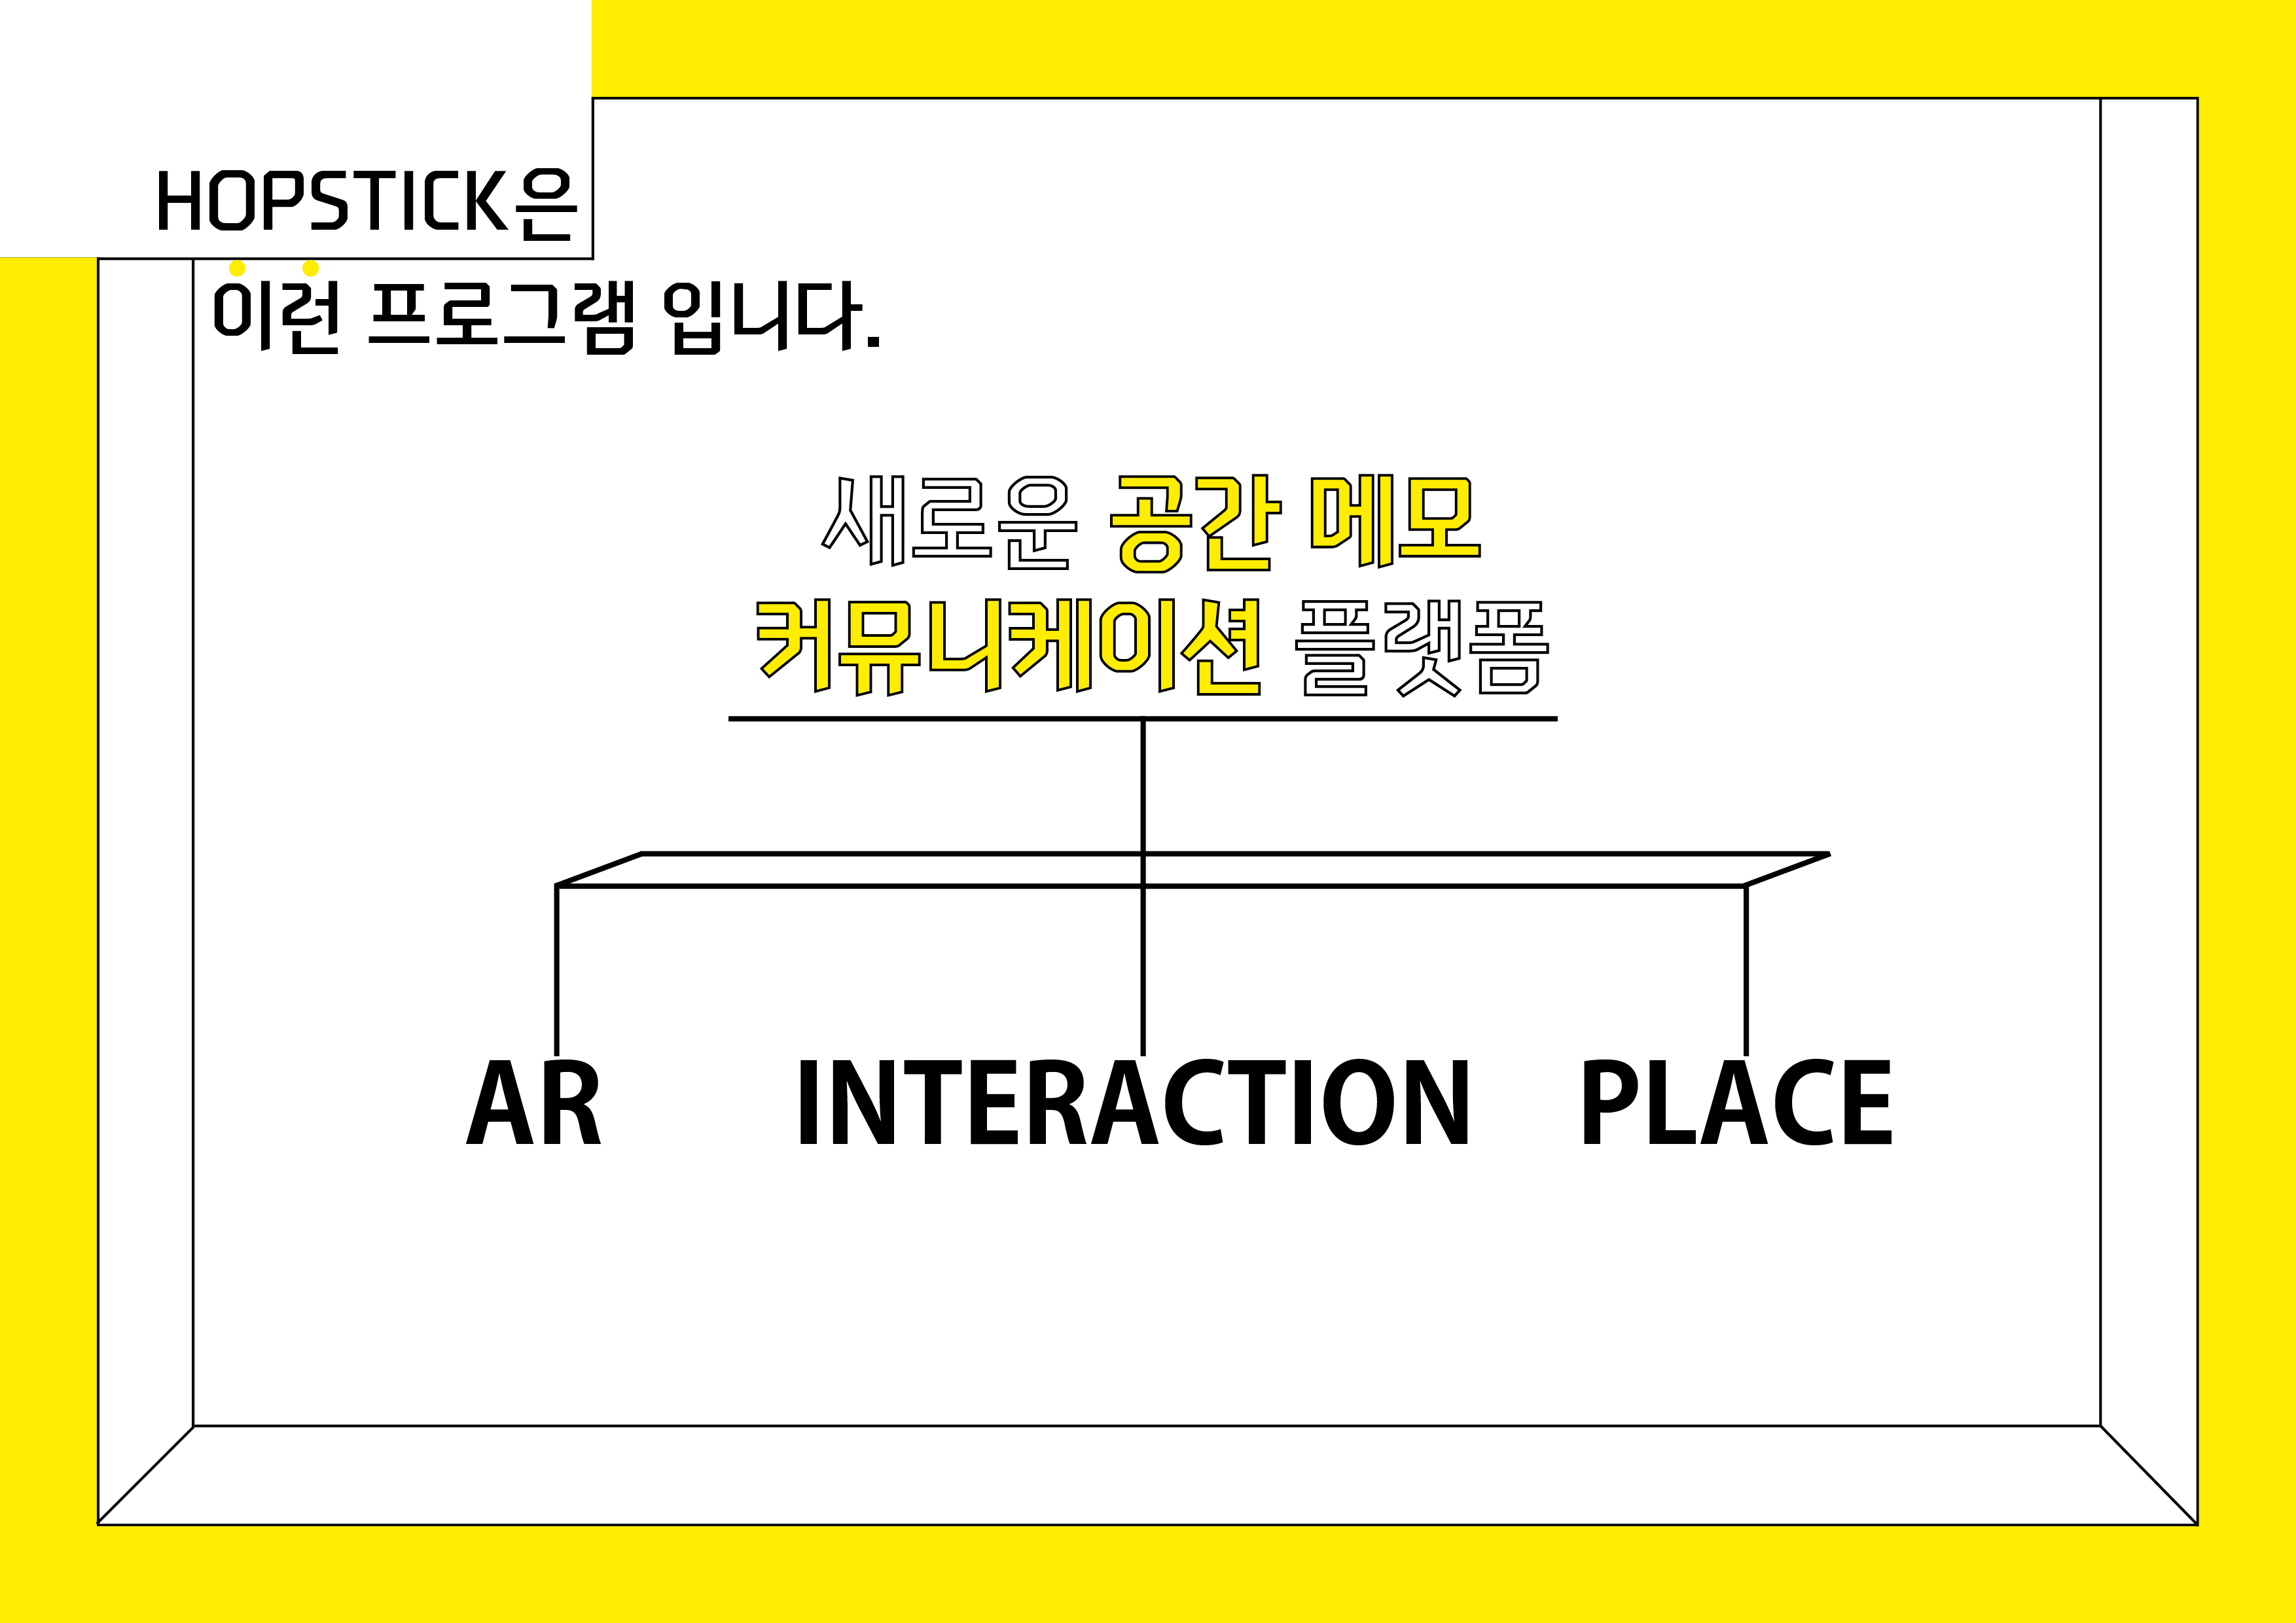 HOPSTICK은
이런 프로그램 입니다.
새로운 공간 메모
커뮤니케이션 플랫폼
AR INTERACTION PLACE